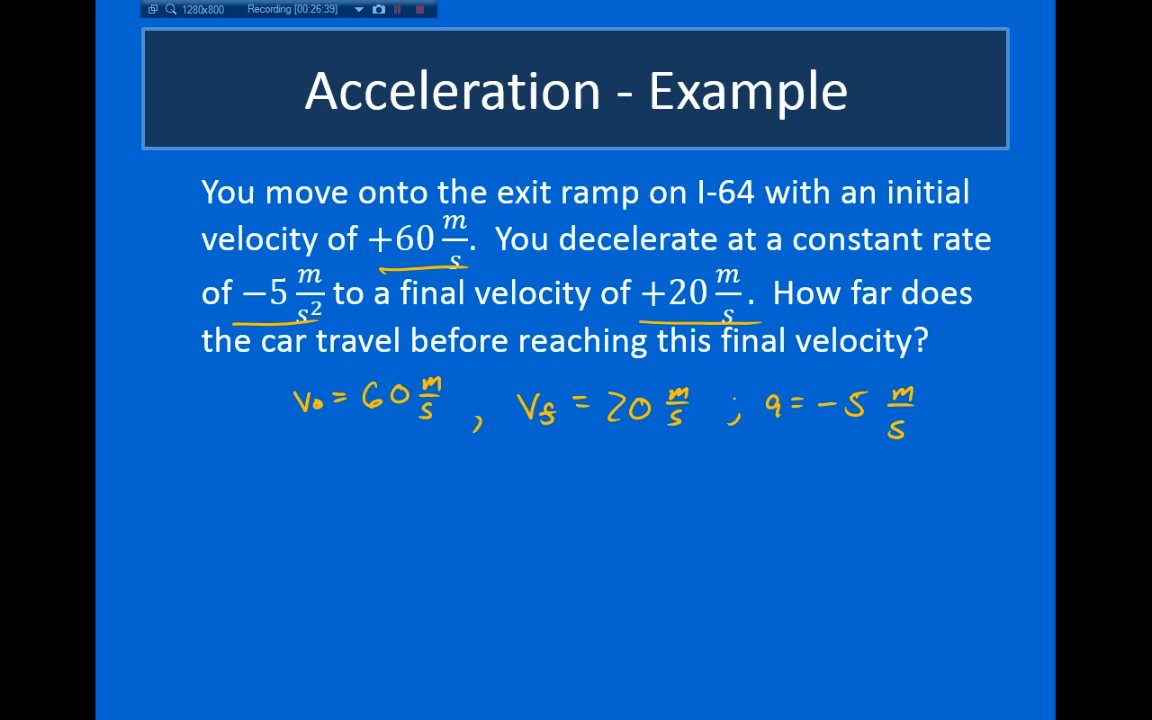 1280x800 Recording [00:26:39]
Acceleration - Example
You move onto the exit ramp on I-64 with an initial
velocity of +60 m/s. You decelerate at a constant rate
of −5 m/s² to a final velocity of +20 m/s. How far does
the car travel before reaching this final velocity?
v₀ = 60 m/s , Vf = 20 m/s ; a = −5 m/s